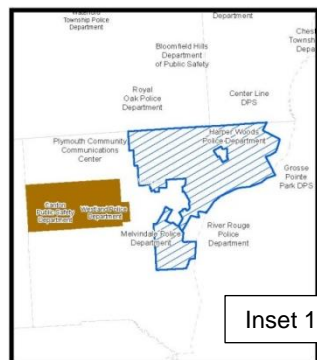 Waterford
Township Police
Department
Department
Bloomfield Hills
Department
of Public Safety
Royal
Oak Police
Department
Center Line
DPS
Plymouth Community
Communications
Center
Harper Woods
Police Department
Grosse
Pointe
Park DPS
Canton
Public Safety
Department
Westland Police
Department
Melvindale Police
Department
River Rouge
Police
Department
Inset 1